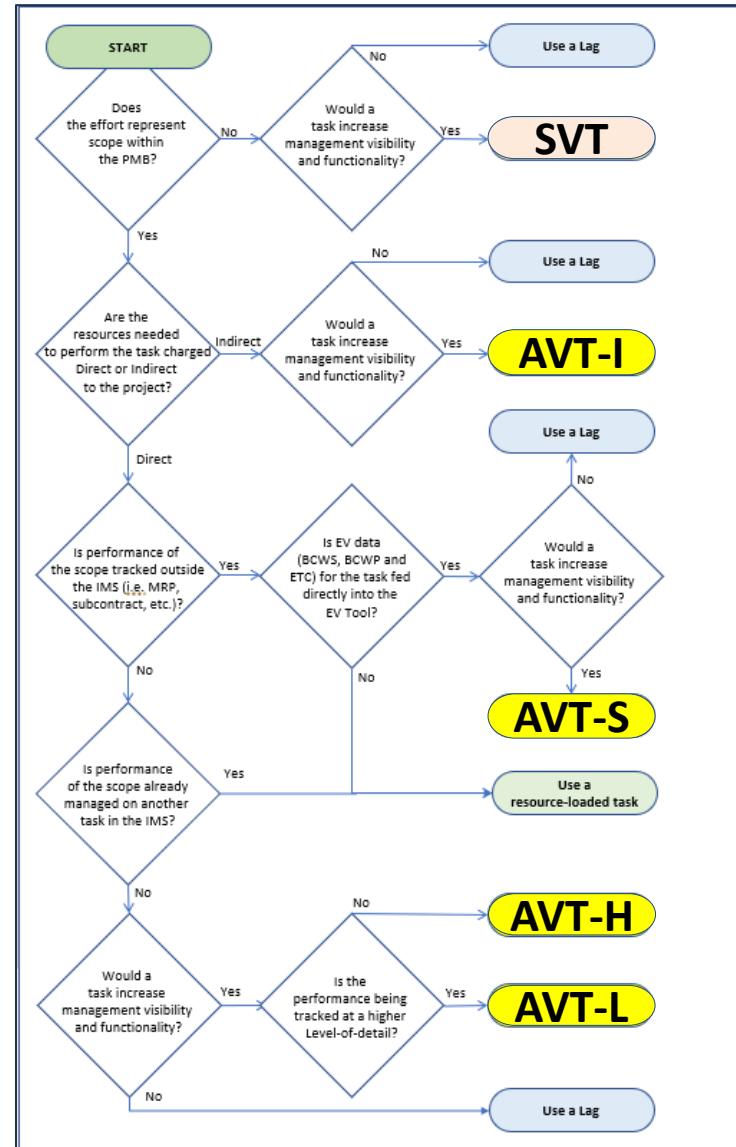 START
No
Use a Lag
Does
the effort represent
scope within
the PMB?
No
Would a
task increase
management visibility
and functionality?
Yes
SVT
Yes
No
Use a Lag
Are the
resources needed
to perform the task charged
Direct or Indirect
to the project?
Indirect
Would a
task increase
management visibility
and functionality?
Yes
AVT-I
Direct
Use a Lag
No
Is performance of
the scope tracked outside
the IMS (i.e. MRP,
subcontract, etc.)?
Yes
Is EV data
(BCWS, BCWP and
ETC) for the task fed
directly into the
EV Tool?
Yes
Would a
task increase
management visibility
and functionality?
No
No
Yes
AVT-S
Is performance
of the scope already
managed on another
task in the IMS?
Yes
Use a
resource-loaded task
No
No
AVT-H
Would a
task increase
management visibility
and functionality?
Yes
Is the
performance being
tracked at a higher
Level-of-detail?
Yes
AVT-L
No
Use a Lag